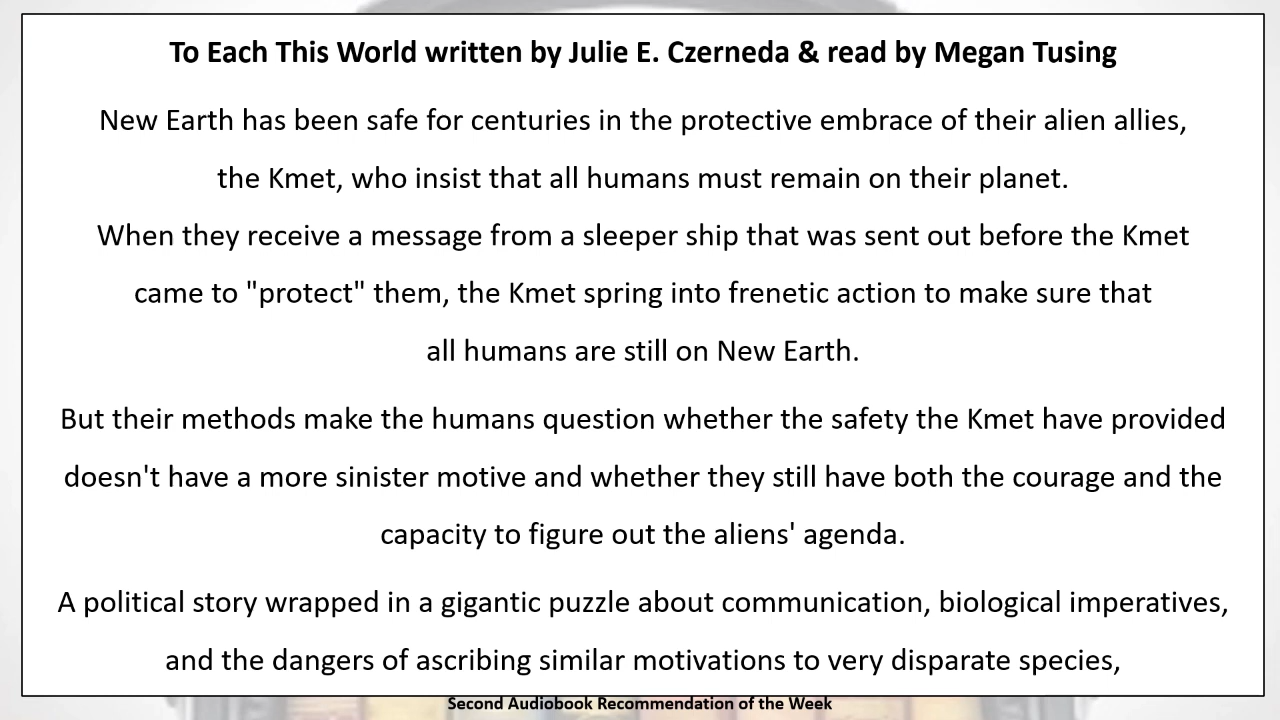 To Each This World written by Julie E. Czerneda & read by Megan Tusing
New Earth has been safe for centuries in the protective embrace of their alien allies,
the Kmet, who insist that all humans must remain on their planet.
When they receive a message from a sleeper ship that was sent out before the Kmet
came to "protect" them, the Kmet spring into frenetic action to make sure that
all humans are still on New Earth.
But their methods make the humans question whether the safety the Kmet have provided
doesn't have a more sinister motive and whether they still have both the courage and the
capacity to figure out the aliens' agenda.
A political story wrapped in a gigantic puzzle about communication, biological imperatives,
and the dangers of ascribing similar motivations to very disparate species,
Second Audiobook Recommendation of the Week